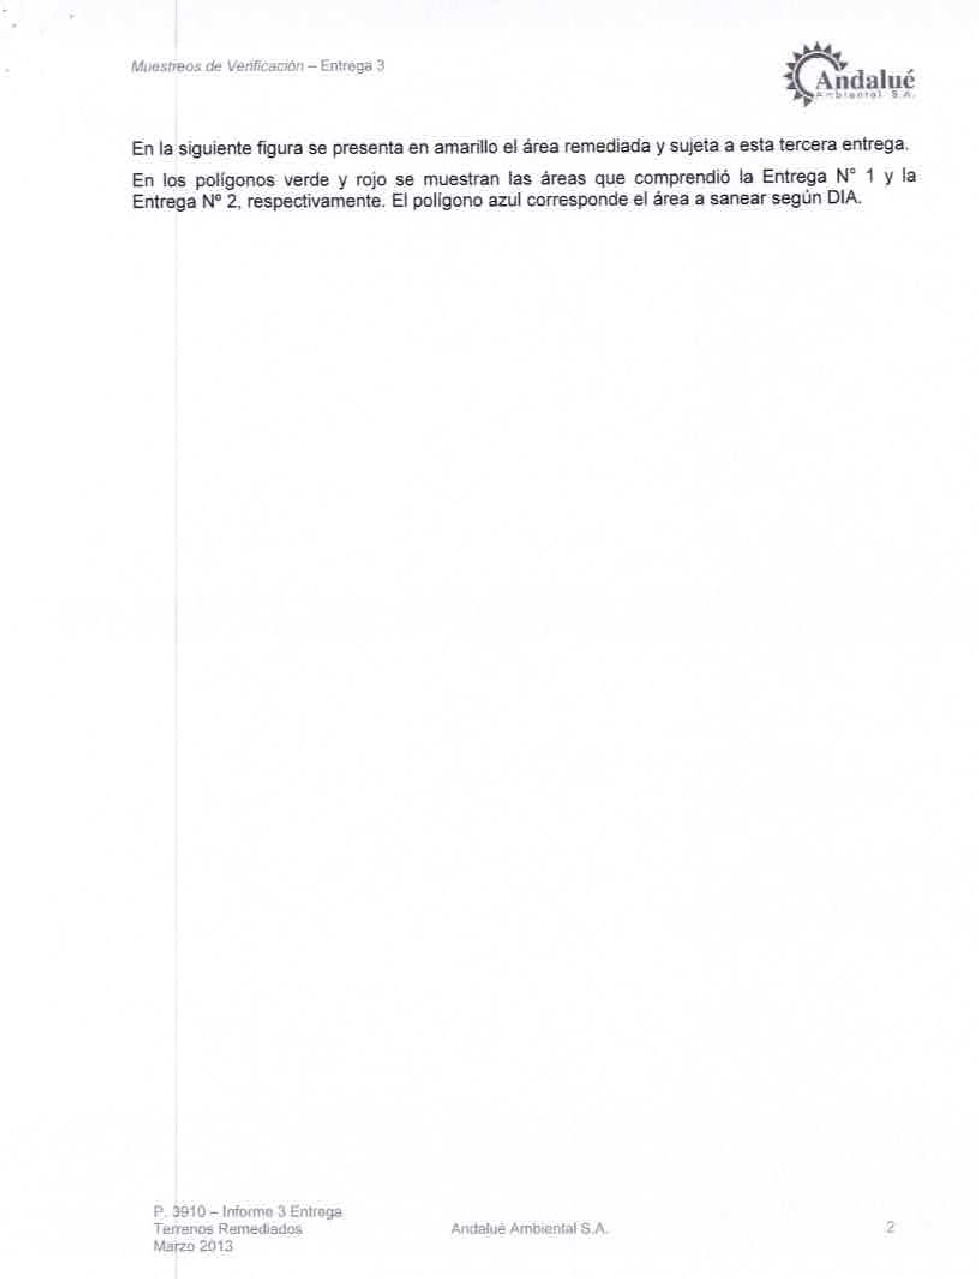 Muestreos de Verificación – Entrega 3
Andalué
Ambiental S.A.
En la siguiente figura se presenta en amarillo el área remediada y sujeta a esta tercera entrega.
En los polígonos verde y rojo se muestran las áreas que comprendió la Entrega N° 1 y la
Entrega Nº 2, respectivamente. El polígono azul corresponde el área a sanear según DIA.
P. 3910 – Informe 3 Entrega
Terrenos Remediados
Marzo 2013
Andalué Ambiental S.A.
2